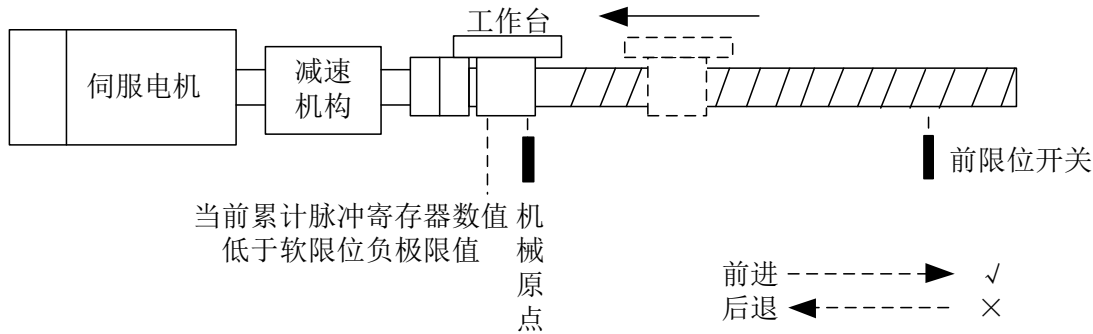 工作台
伺服电机
减速
机构
前限位开关
当前累计脉冲寄存器数值
低于软限位负极限值
机
械
原
点
前进 √
后退 ×